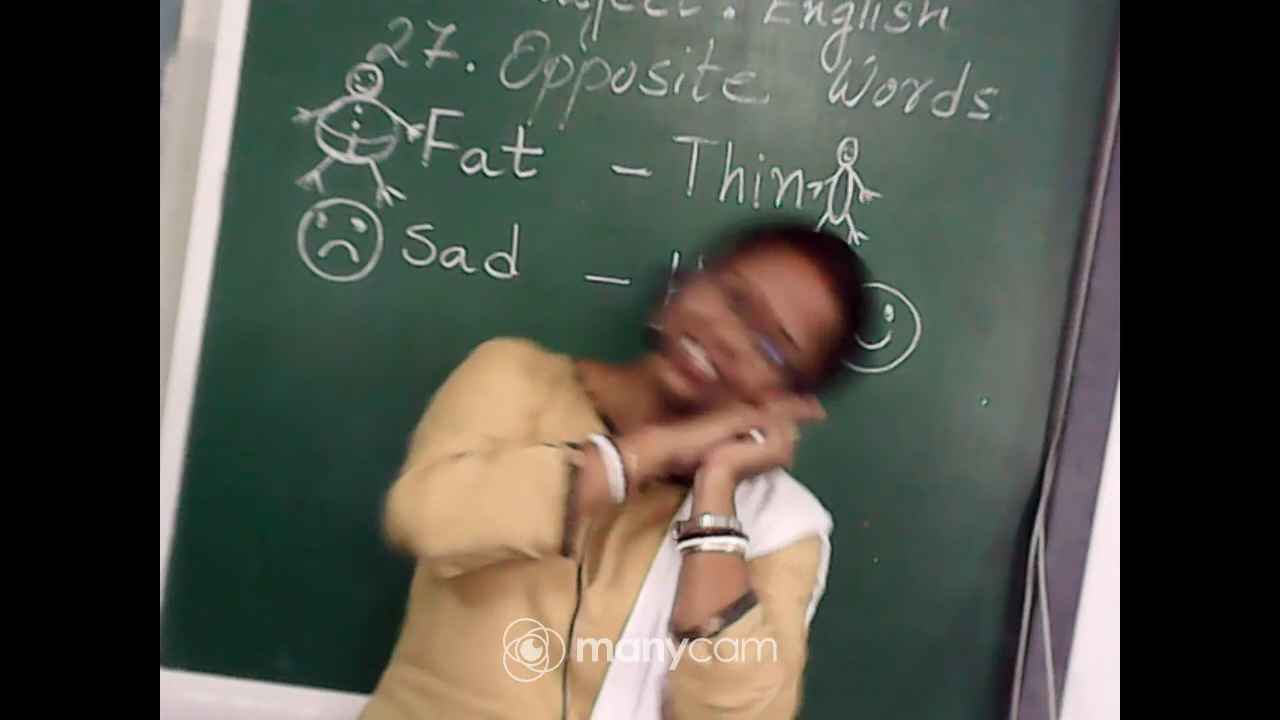 English
27. Opposite Words
Fat - Thin
Sad -
manycam